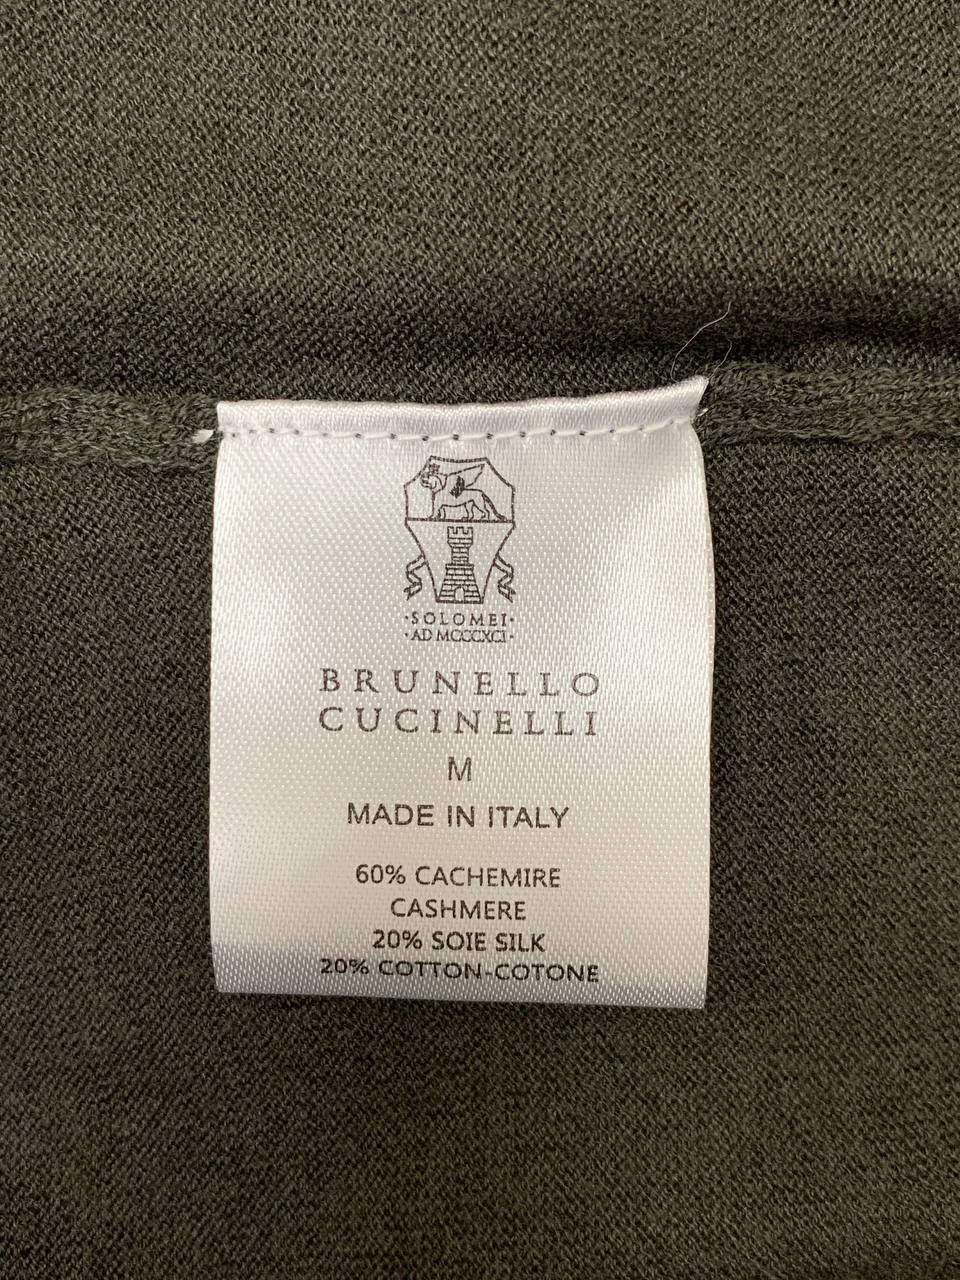 ·SOLOMEI·
·AD MCCCXCI·
BRUNELLO
CUCINELLI
M
MADE IN ITALY
60% CACHEMIRE
CASHMERE
20% SOIE SILK
20% COTTON-COTONE